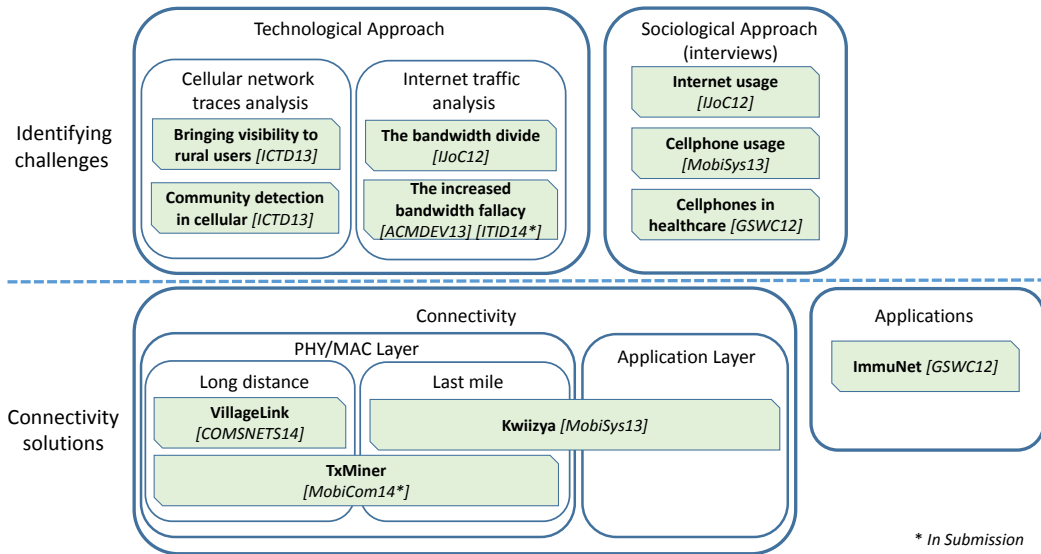 Technological Approach
Sociological Approach
(interviews)
Cellular network
traces analysis
Internet traffic
analysis
Identifying
challenges
Bringing visibility to
rural users [ICTD13]
Community detection
in cellular [ICTD13]
The bandwidth divide
[IJoC12]
The increased
bandwidth fallacy
[ACMDEV13] [ITID14*]
Internet usage
[IJoC12]
Cellphone usage
[MobiSys13]
Cellphones in
healthcare [GSWC12]
Connectivity
Applications
PHY/MAC Layer
Application Layer
Long distance
Last mile
Connectivity
solutions
VillageLink
[COMSNETS14]
Kwiizya [MobiSys13]
TxMiner
[MobiCom14*]
ImmuNet [GSWC12]
* In Submission